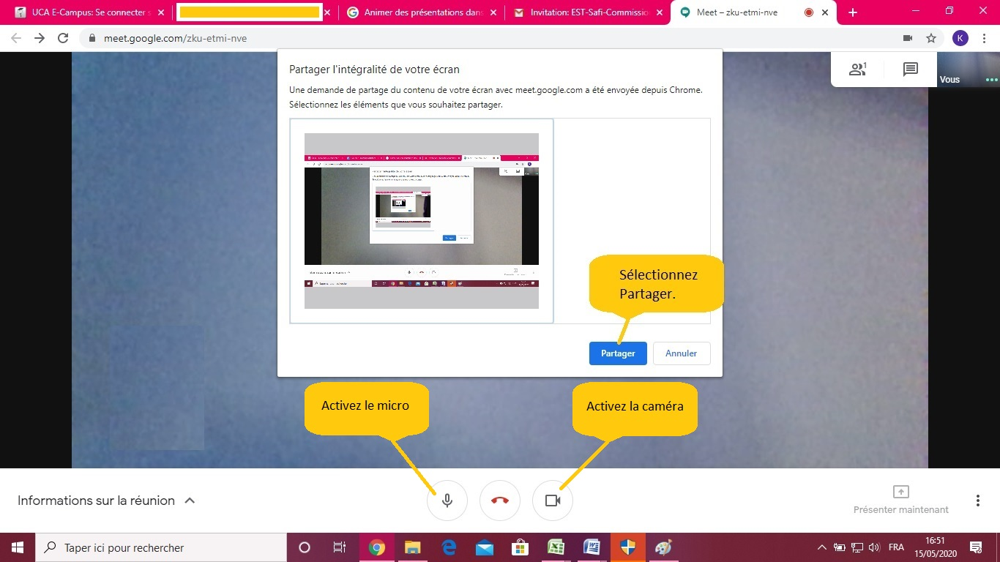 UCA E-Campus: Se connecter s
Animer des présentations dans
Invitation: EST-Safi-Commissio
Meet – zku-etmi-nve
meet.google.com/zku-etmi-nve
K
Partager l'intégralité de votre écran
Une demande de partage du contenu de votre écran avec meet.google.com a été envoyée depuis Chrome.
Sélectionnez les éléments que vous souhaitez partager.
1
Vous
Sélectionnez
Partager.
Partager
Annuler
Activez le micro
Activez la caméra
Informations sur la réunion
Présenter maintenant
Taper ici pour rechercher
FRA
16:51
15/05/2020